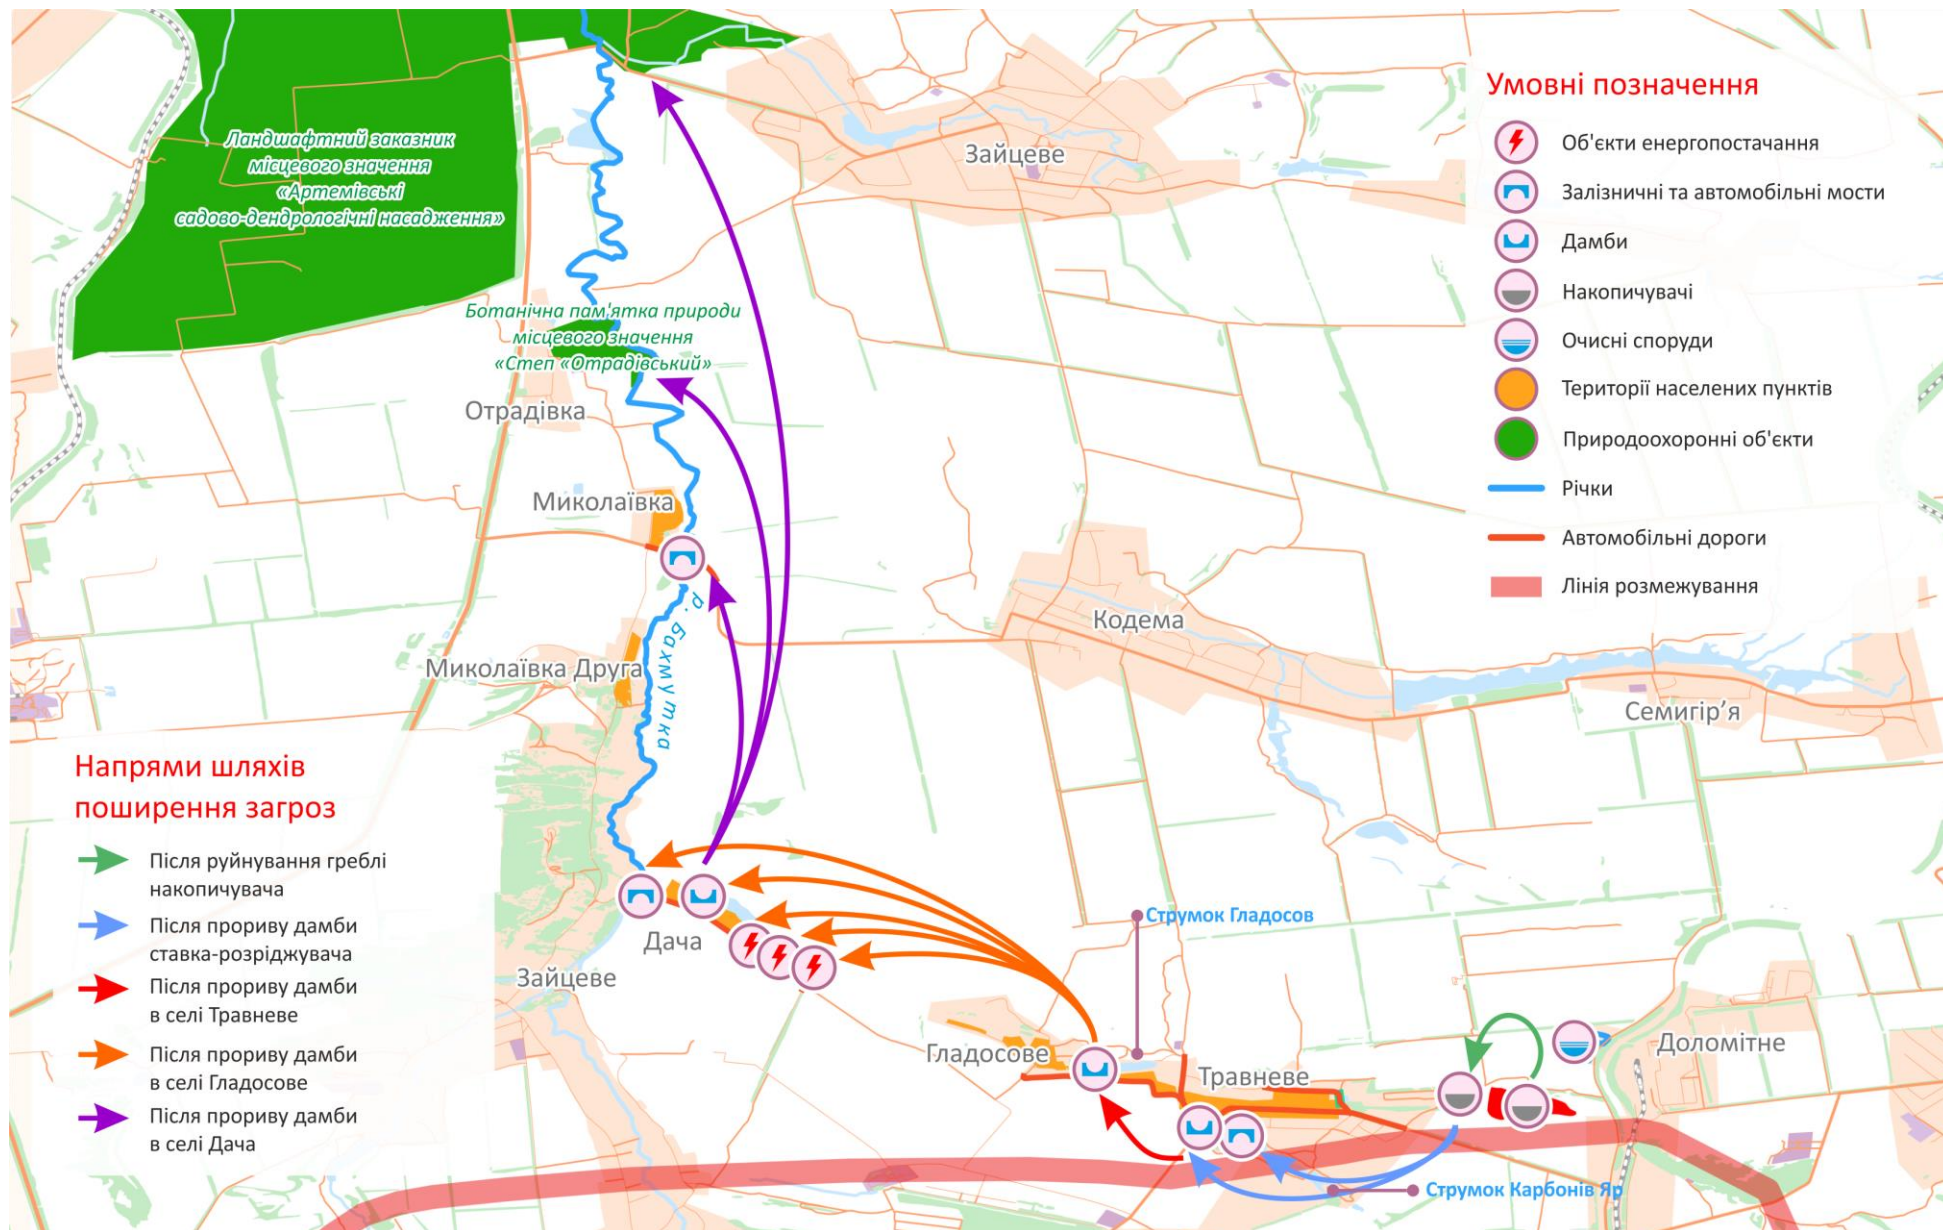 Ландшафтний заказник
місцевого значення
«Артемівські
садово-дендрологічні насадження»
Зайцеве
Умовні позначення
Об'єкти енергопостачання
Залізничні та автомобільні мости
Дамби
Накопичувачі
Очисні споруди
Території населених пунктів
Природоохоронні об'єкти
Річки
Автомобільні дороги
Лінія розмежування
Ботанічна пам'ятка природи
місцевого значення
«Степ «Отрадівський»
Отрадівка
Миколаївка
р. Бахмутка
Миколаївка Друга
Кодема
Семигір’я
Напрями шляхів
поширення загроз
Після руйнування греблі
накопичувача
Після прориву дамби
ставка-розріджувача
Після прориву дамби
в селі Травневе
Після прориву дамби
в селі Гладосове
Після прориву дамби
в селі Дача
Дача
Зайцеве
Струмок Гладосов
Гладосове
Травневе
Доломітне
Струмок Карбонів Яр